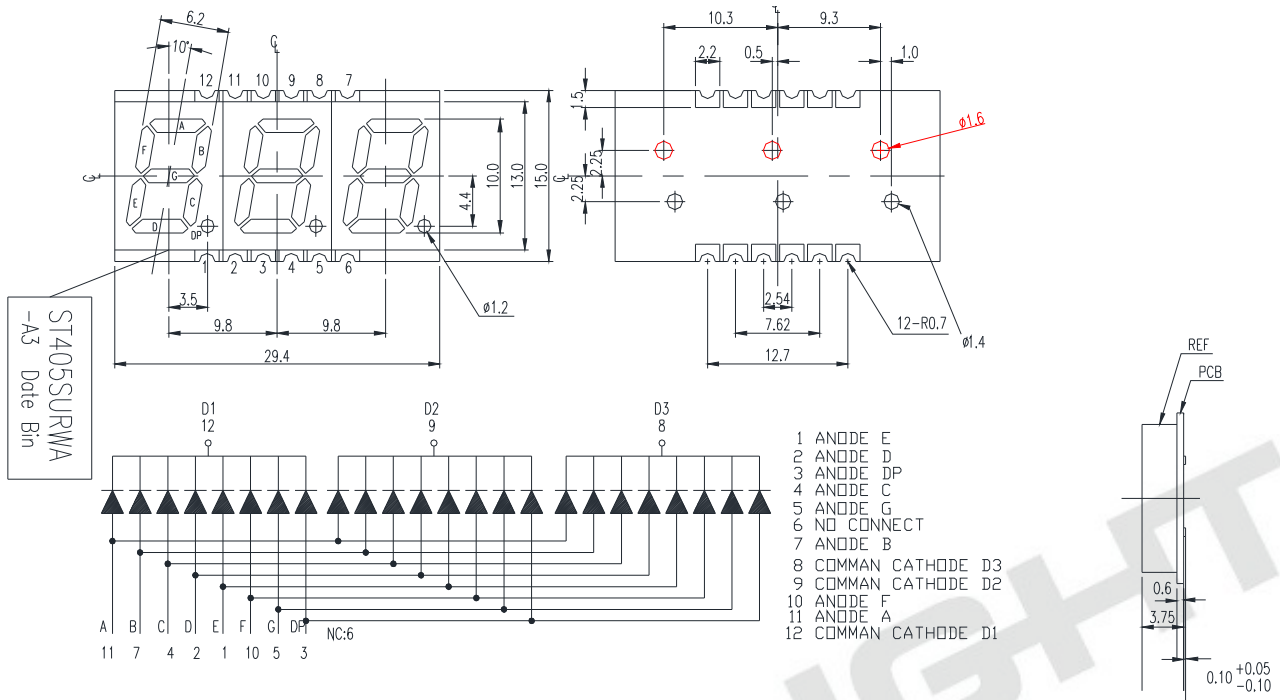 6.2
10°
℄
12 11 10 9 8 7
A
F
B
G
E
C
D
DP
℄
1 2 3 4 5 6
4.4
10.0
13.0
15.0
3.5
9.8
9.8
29.4
ø1.2
ST405SURWA
-A3 Date Bin
10.3
9.3
2.2
0.5
1.0
1.5
ø1.6
2.25
2.25
℄
2.54
7.62
12.7
12-R0.7
ø1.4
REF
PCB
0.6
3.75
0.10 +0.05
-0.10
D1
12
D2
9
D3
8
A B C D E F G DP
11 7 4 2 1 10 5 3
NC:6
1 ANODE E
2 ANODE D
3 ANODE DP
4 ANODE C
5 ANODE G
6 NO CONNECT
7 ANODE B
8 COMMAN CATHODE D3
9 COMMAN CATHODE D2
10 ANODE F
11 ANODE A
12 COMMAN CATHODE D1